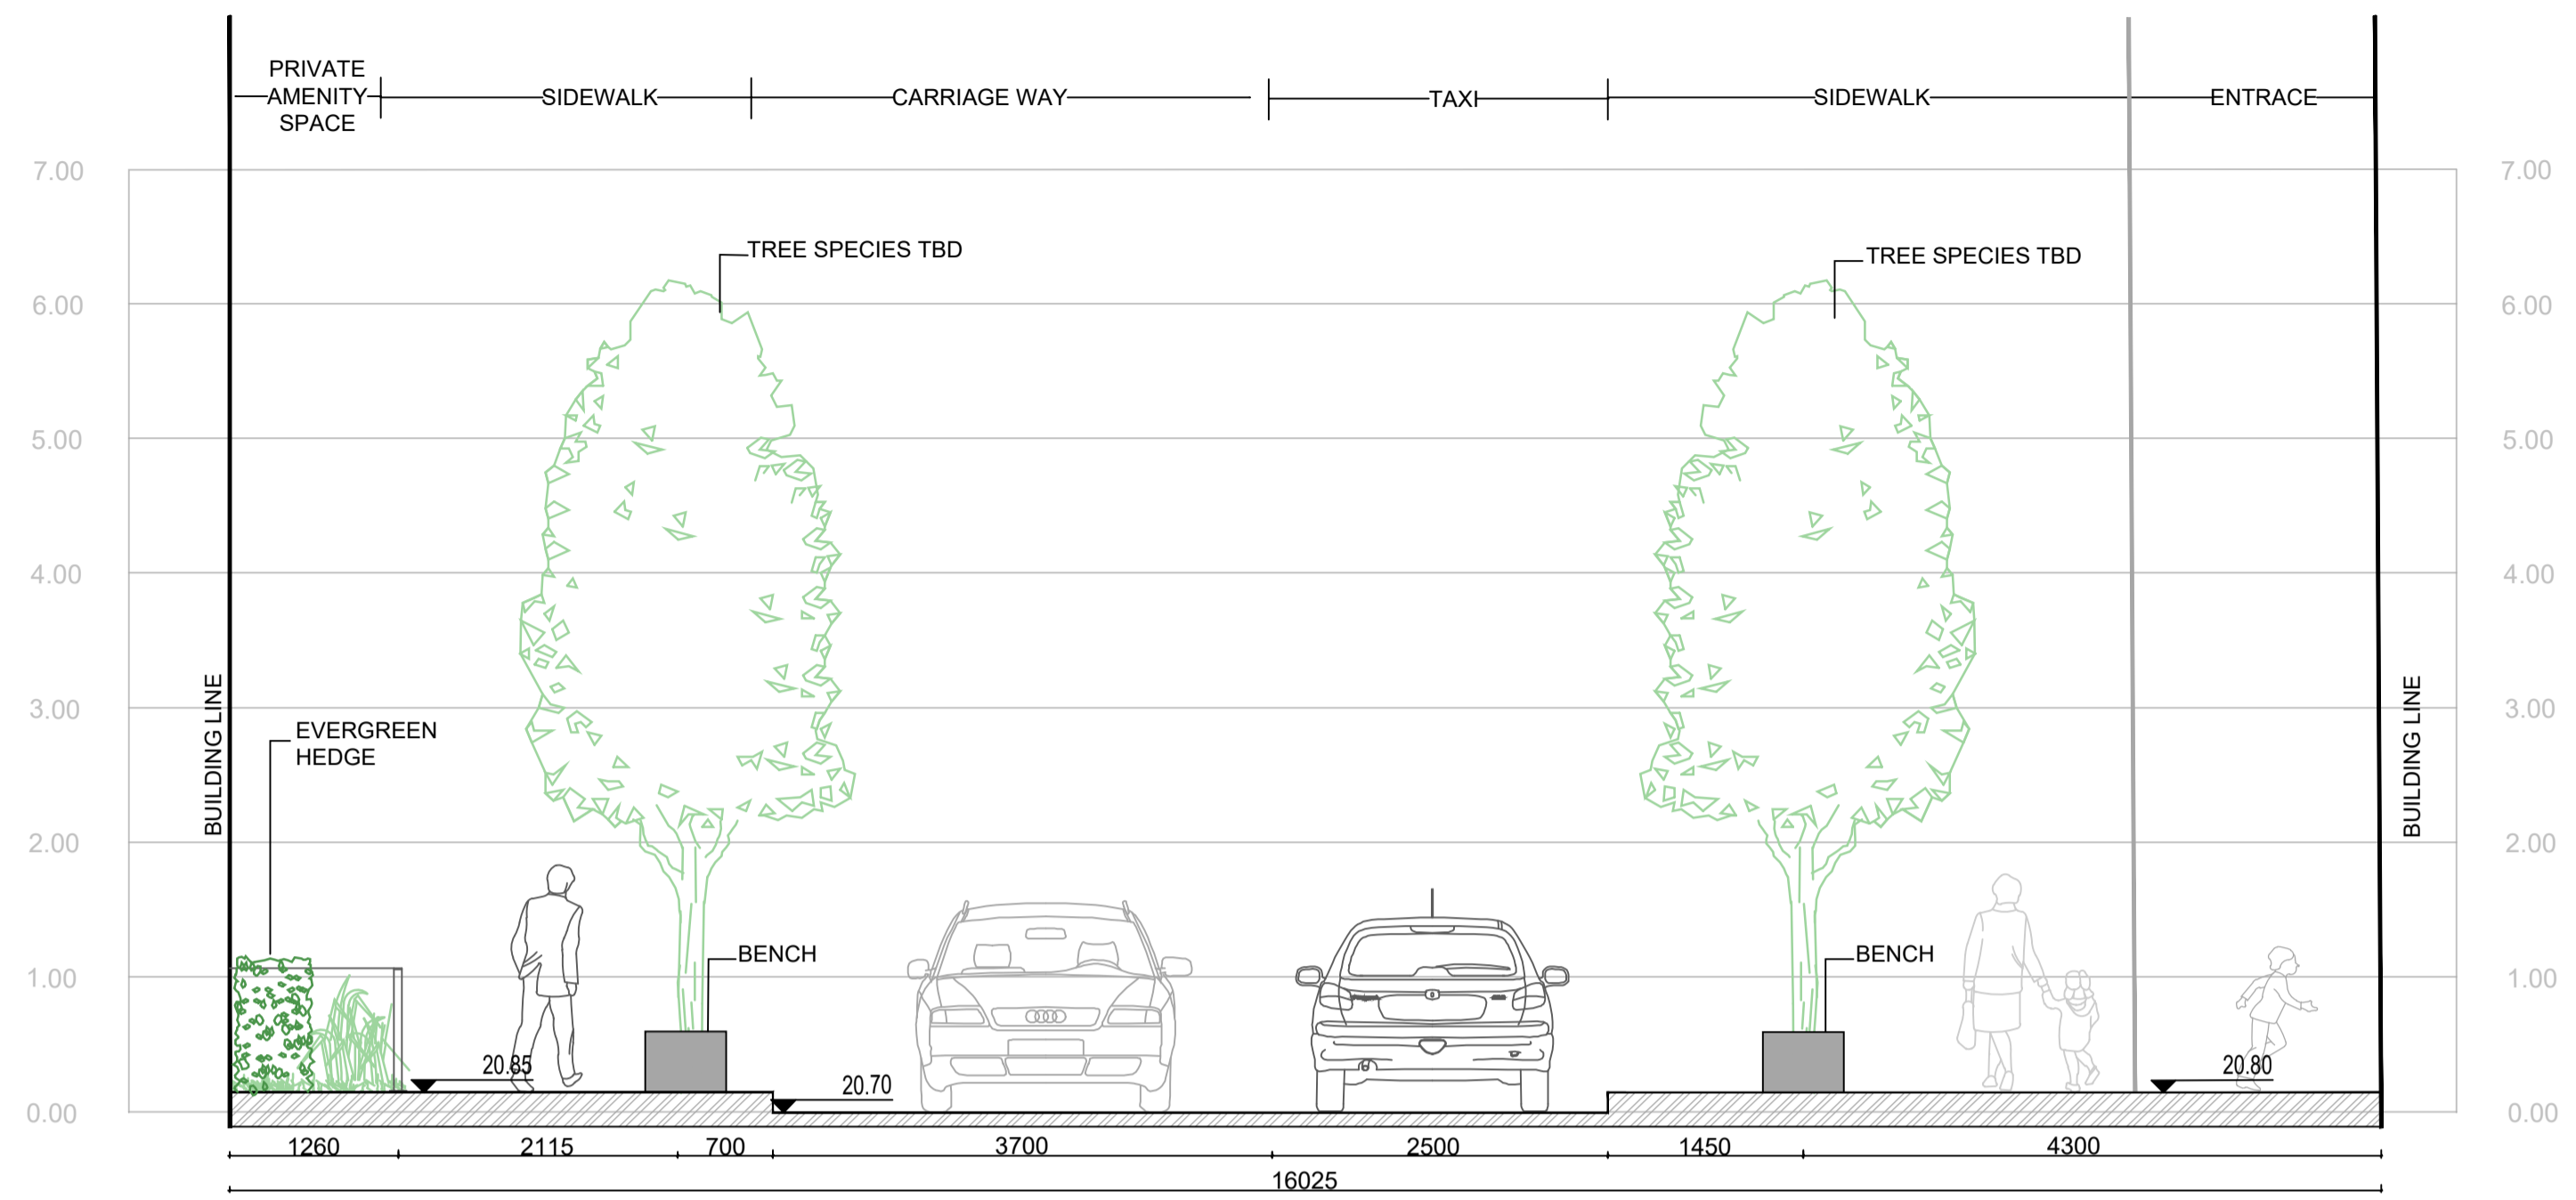 PRIVATE
AMENITY
SPACE
SIDEWALK
CARRIAGE WAY
TAXI
SIDEWALK
ENTRACE
7.00
7.00
TREE SPECIES TBD
TREE SPECIES TBD
6.00
6.00
5.00
5.00
4.00
4.00
3.00
3.00
BUILDING LINE
EVERGREEN
HEDGE
BUILDING LINE
2.00
2.00
BENCH
BENCH
1.00
1.00
20.85
20.70
20.80
0.00
0.00
1260
2115
700
3700
2500
1450
4300
16025